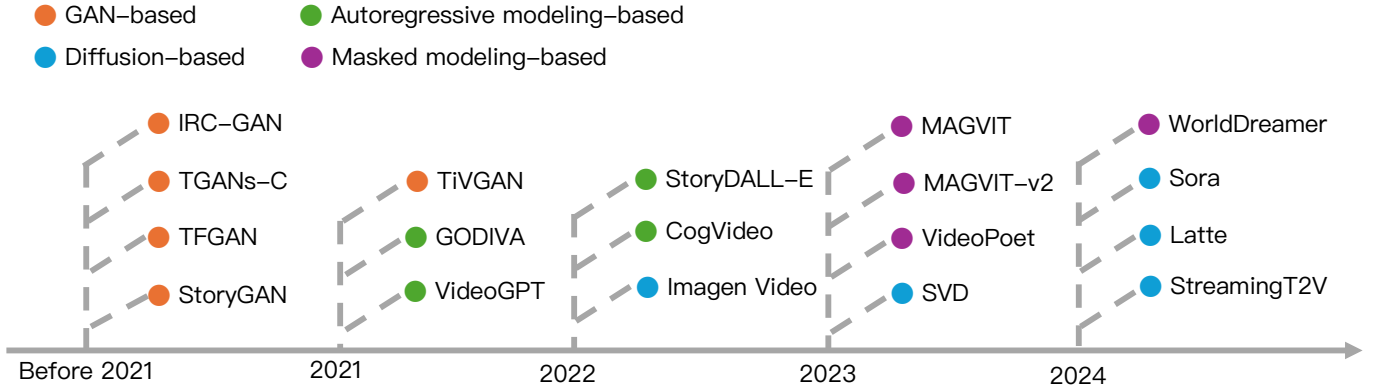 GAN-based
Autoregressive modeling-based
Diffusion-based
Masked modeling-based
IRC-GAN
TGANs-C
TFGAN
StoryGAN
Before 2021
TiVGAN
GODIVA
VideoGPT
2021
StoryDALL-E
CogVideo
Imagen Video
2022
MAGVIT
MAGVIT-v2
VideoPoet
SVD
2023
WorldDreamer
Sora
Latte
StreamingT2V
2024